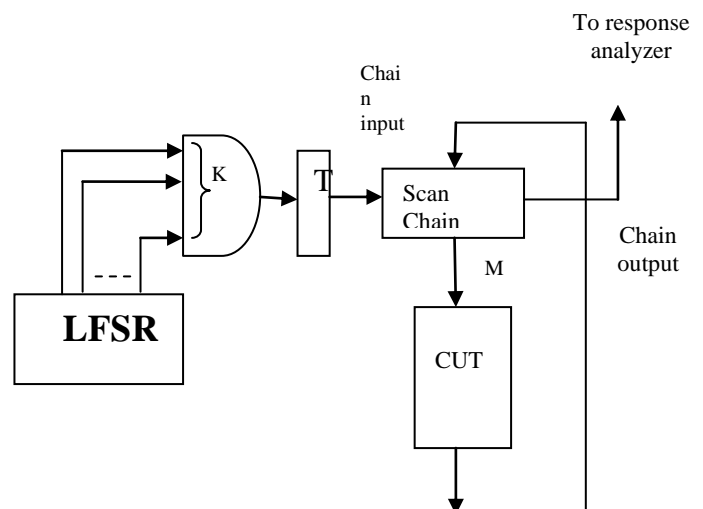 To response
analyzer
Chai
n
input
K
T
Scan
Chain
Chain
output
M
LFSR
CUT